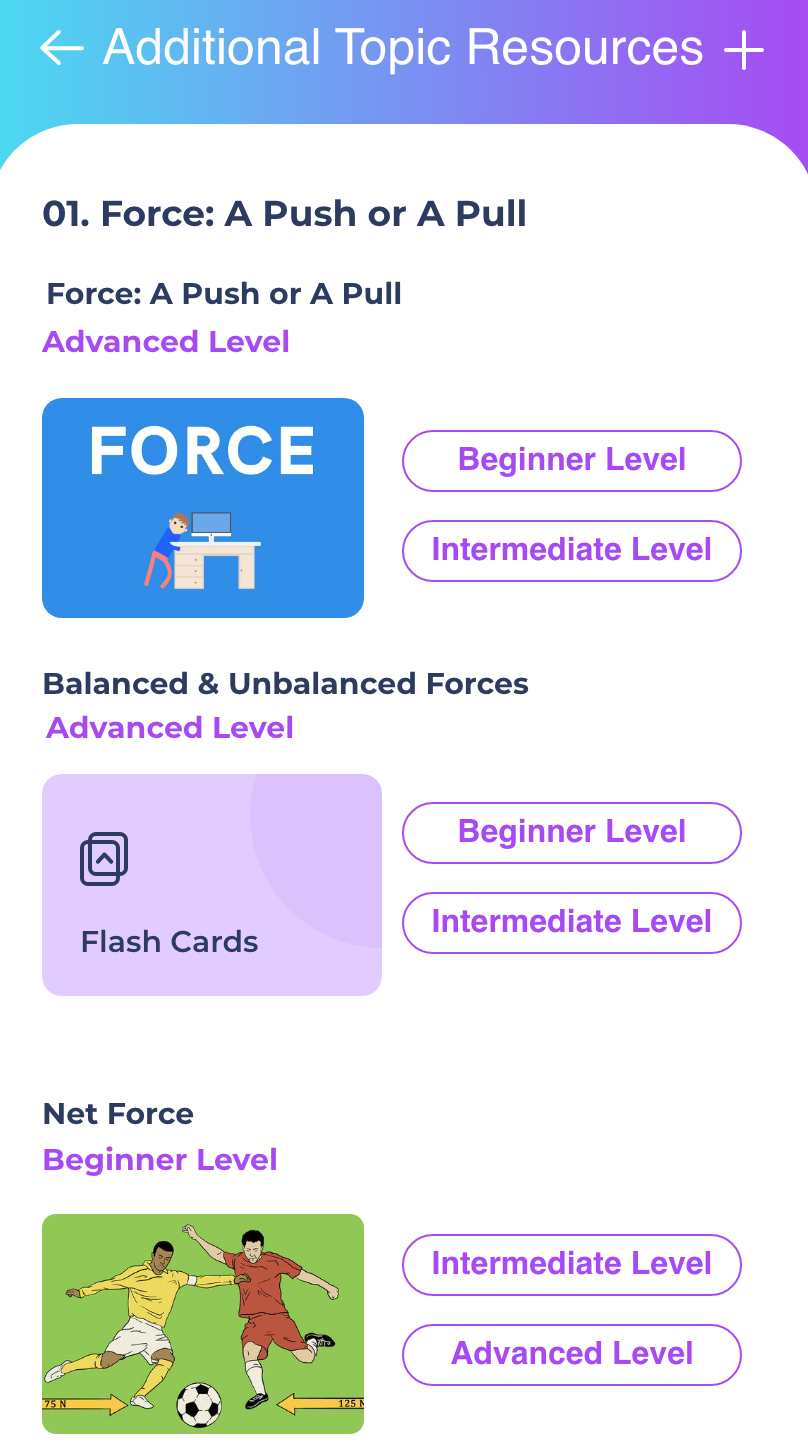 Additional Topic Resources
01. Force: A Push or A Pull
Force: A Push or A Pull
Advanced Level
FORCE
Beginner Level
Intermediate Level
Balanced & Unbalanced Forces
Advanced Level
Flash Cards
Beginner Level
Intermediate Level
Net Force
Beginner Level
Intermediate Level
Advanced Level
75 N
125 N